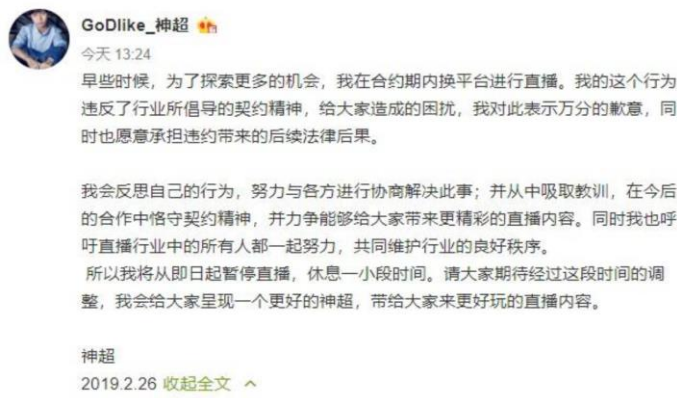 GoDlike_神超
今天 13:24
早些时候，为了探索更多的机会，我在合约期内换平台进行直播。我的这个行为
违反了行业所倡导的契约精神，给大家造成的困扰，我对此表示万分的歉意，同
时也愿意承担违约带来的后续法律后果。
我会反思自己的行为，努力与各方进行协商解决此事；并从中吸取教训，在今后
的合作中恪守契约精神，并力争能够给大家带来更精彩的直播内容。同时我也呼
吁直播行业中的所有人都一起努力，共同维护行业的良好秩序。
所以我将从即日起暂停直播，休息一小段时间。请大家期待经过这段时间的调
整，我会给大家呈现一个更好的神超，带给大家来更好玩的直播内容。
神超
2019.2.26 收起全文